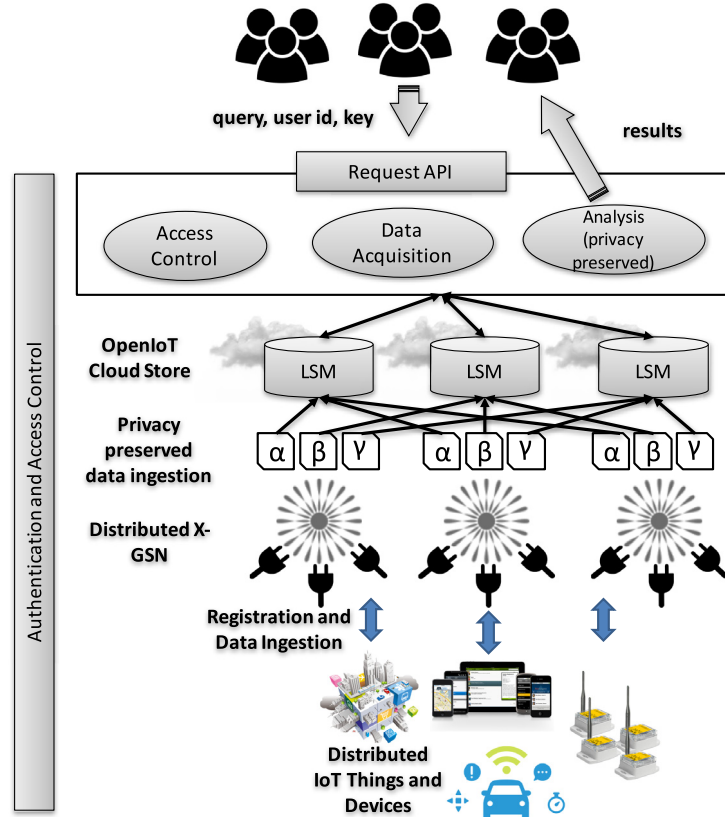 query, user id, key
results
Request API
Access
Control
Data
Acquisition
Analysis
(privacy
preserved)
Authentication and Access Control
OpenIoT
Cloud Store
LSM
LSM
LSM
Privacy
preserved
data ingestion
α β γ α β γ α β γ
Distributed X-
GSN
Registration and
Data Ingestion
Distributed
IoT Things and
Devices